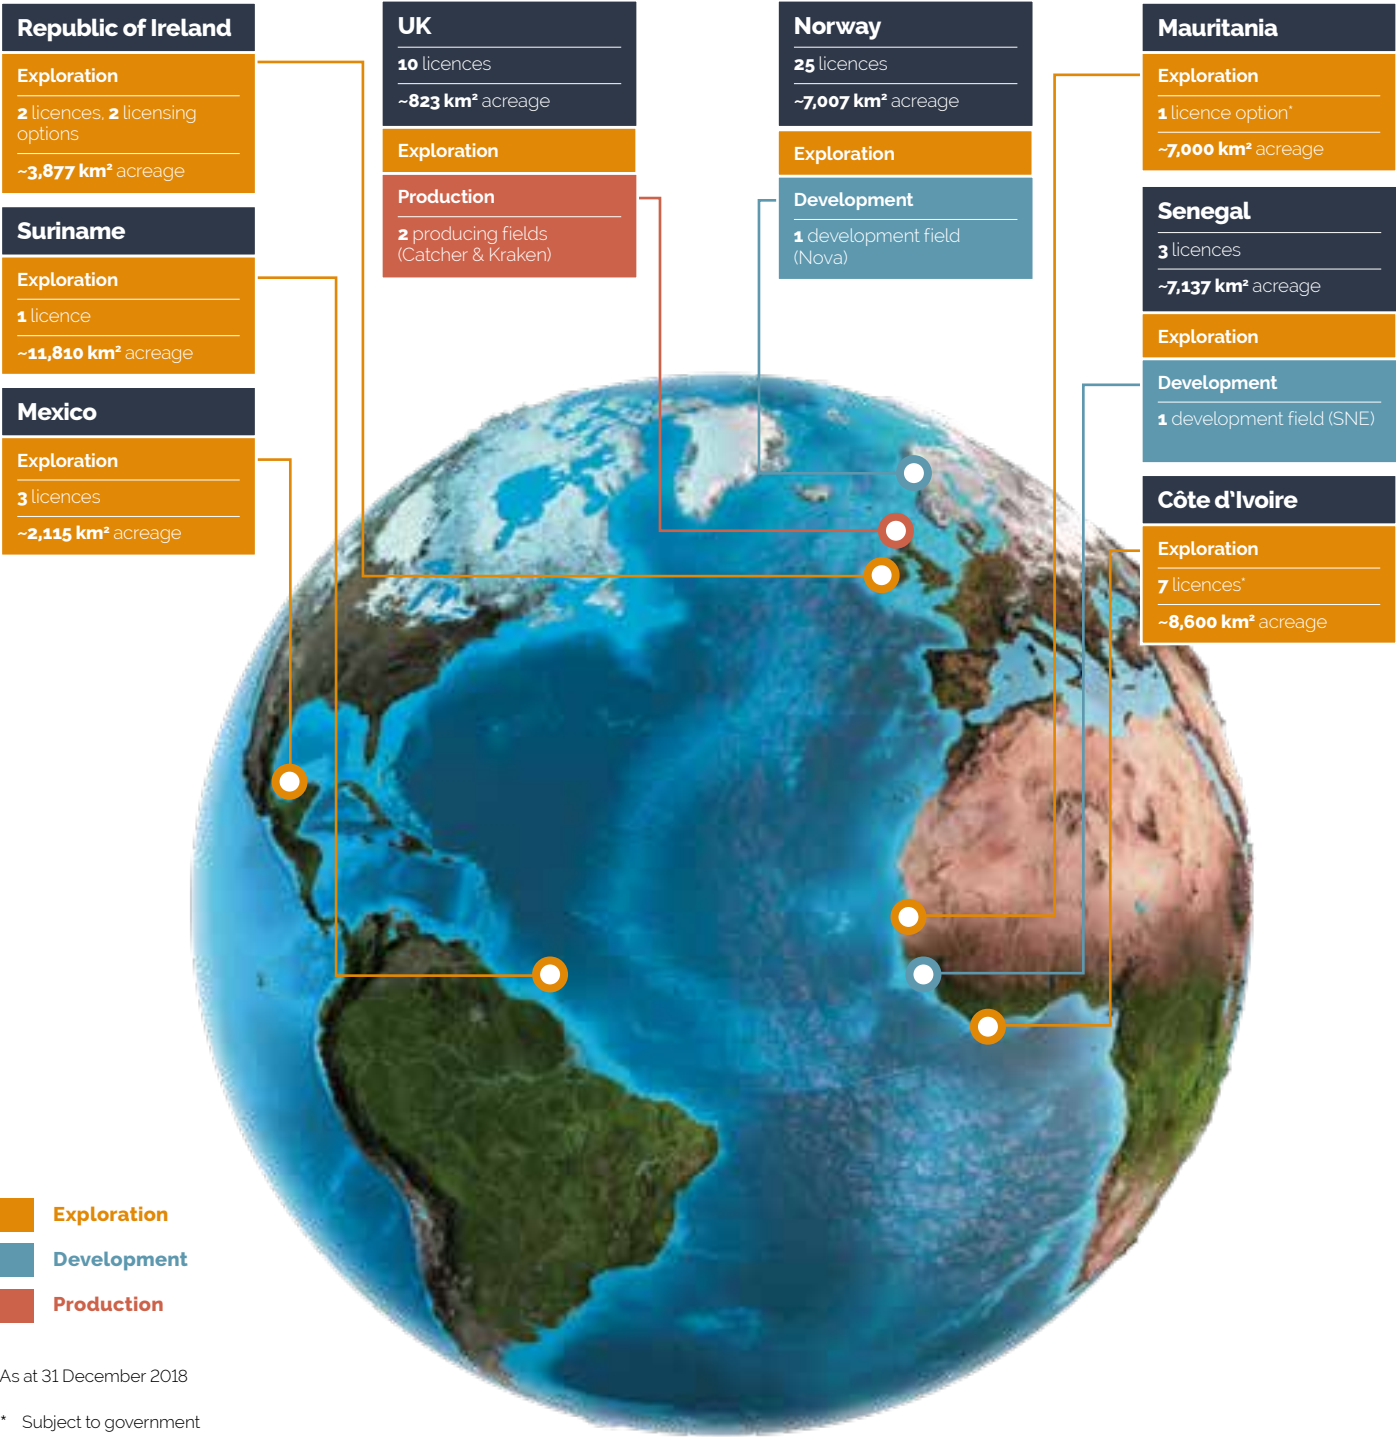 Republic of Ireland
Exploration
2 licences, 2 licensing
options
~3,877 km² acreage
Suriname
Exploration
1 licence
~11,810 km² acreage
Mexico
Exploration
3 licences
~2,115 km² acreage
UK
10 licences
~823 km² acreage
Exploration
Production
2 producing fields
(Catcher & Kraken)
Norway
25 licences
~7,007 km² acreage
Exploration
Development
1 development field
(Nova)
Mauritania
Exploration
1 licence option*
~7,000 km² acreage
Senegal
3 licences
~7,137 km² acreage
Exploration
Development
1 development field (SNE)
Côte d'Ivoire
Exploration
7 licences*
~8,600 km² acreage
Exploration
Development
Production
As at 31 December 2018
* Subject to government